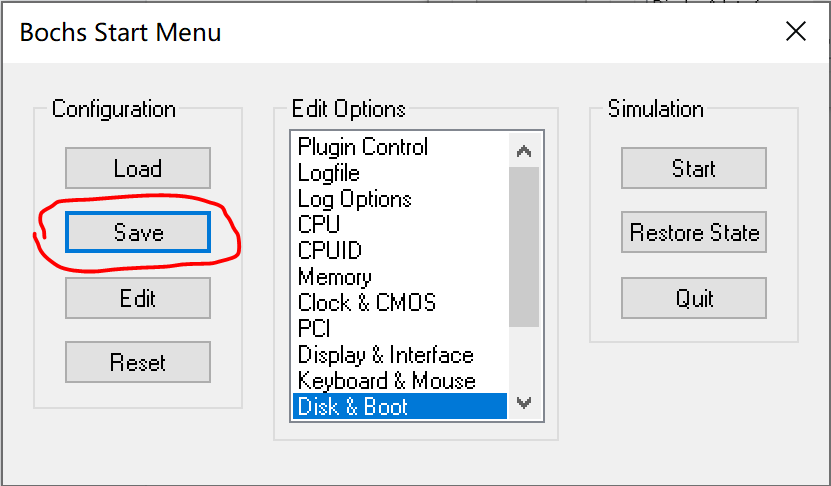 Bochs Start Menu
Configuration
Load
Save
Edit
Reset
Edit Options
Plugin Control
Logfile
Log Options
CPU
CPUID
Memory
Clock & CMOS
PCI
Display & Interface
Keyboard & Mouse
Disk & Boot
Simulation
Start
Restore State
Quit